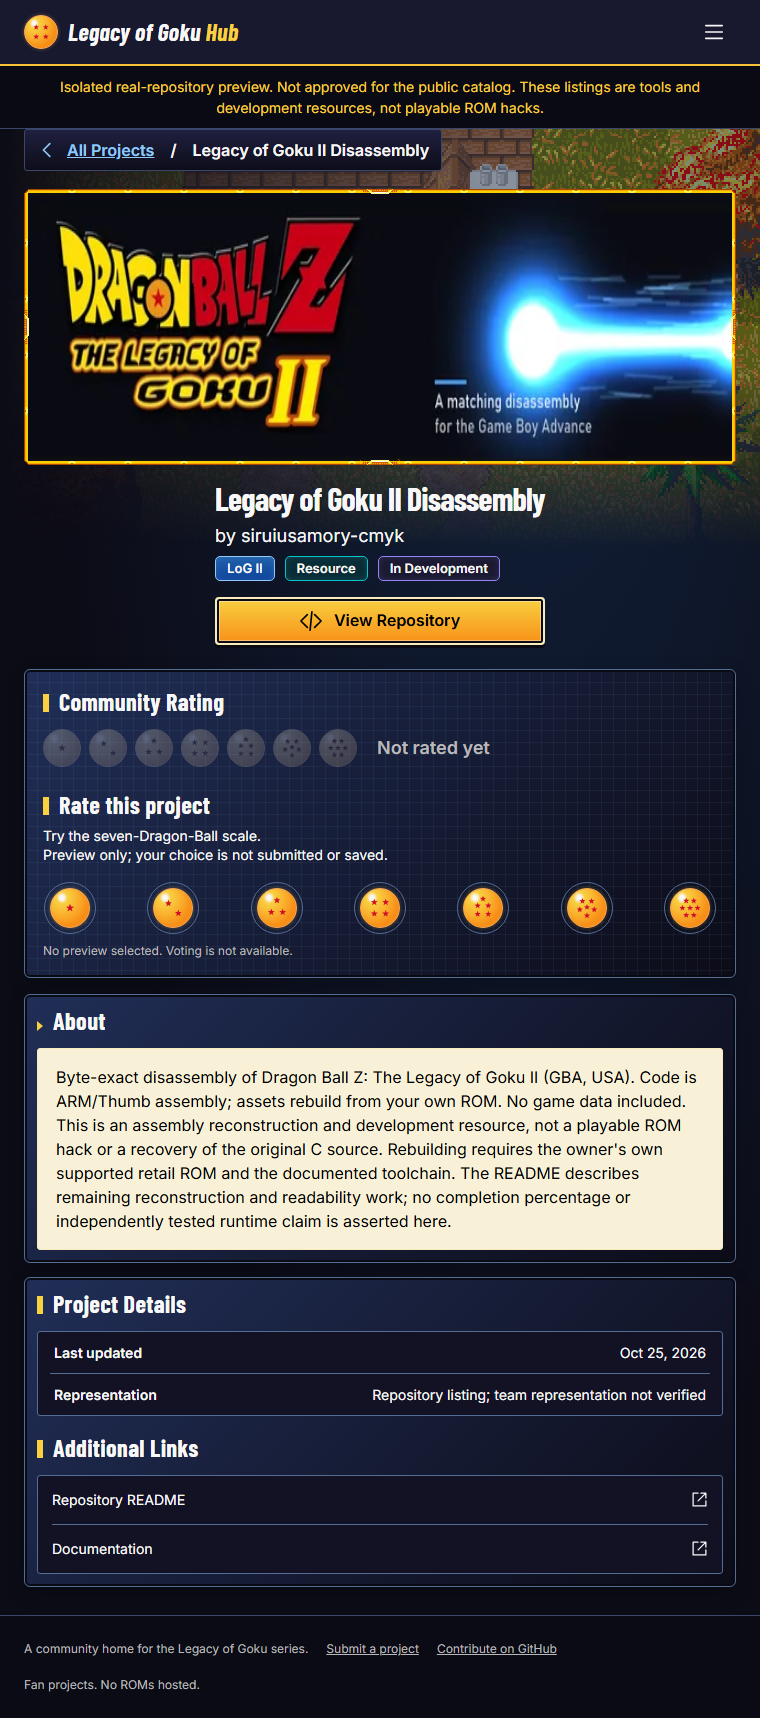 Legacy of Goku Hub
Isolated real-repository preview. Not approved for the public catalog. These listings are tools and
development resources, not playable ROM hacks.
All Projects / Legacy of Goku II Disassembly
DRAGON BALL Z
THE LEGACY OF
GOKU II
A matching disassembly
for the Game Boy Advance
Legacy of Goku II Disassembly
by siruiusamory-cmyk
LoG II Resource In Development
View Repository
Community Rating
Not rated yet
Rate this project
Try the seven-Dragon-Ball scale.
Preview only; your choice is not submitted or saved.
No preview selected. Voting is not available.
About
Byte-exact disassembly of Dragon Ball Z: The Legacy of Goku II (GBA, USA). Code is
ARM/Thumb assembly; assets rebuild from your own ROM. No game data included.
This is an assembly reconstruction and development resource, not a playable ROM
hack or a recovery of the original C source. Rebuilding requires the owner's own
supported retail ROM and the documented toolchain. The README describes
remaining reconstruction and readability work; no completion percentage or
independently tested runtime claim is asserted here.
Project Details
Last updated Oct 25, 2026
Representation Repository listing; team representation not verified
Additional Links
Repository README
Documentation
A community home for the Legacy of Goku series. Submit a project Contribute on GitHub
Fan projects. No ROMs hosted.